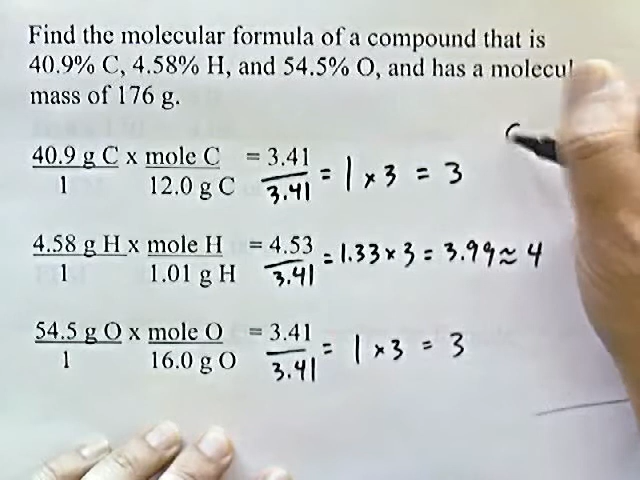 Find the molecular formula of a compound that is
40.9% C, 4.58% H, and 54.5% O, and has a molecul
mass of 176 g.
40.9 g C x mole C = 3.41
1 12.0 g C 3.41 = 1 x 3 = 3
4.58 g H x mole H = 4.53
1 1.01 g H 3.41 = 1.33 x 3 = 3.99 ≈ 4
54.5 g O x mole O = 3.41
1 16.0 g O 3.41 = 1 x 3 = 3